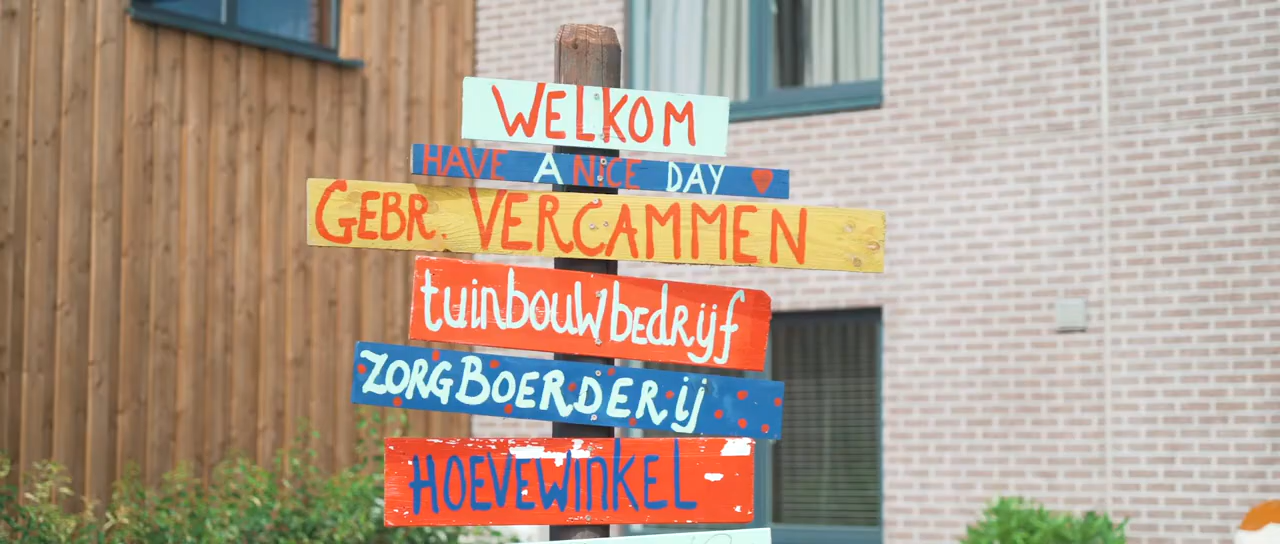 WELKOM
HAVE A NICE DAY
GEBR. VERCAMMEN
tuinbouwbedrijf
ZORGBOERDERij
HOEVEWINKEL